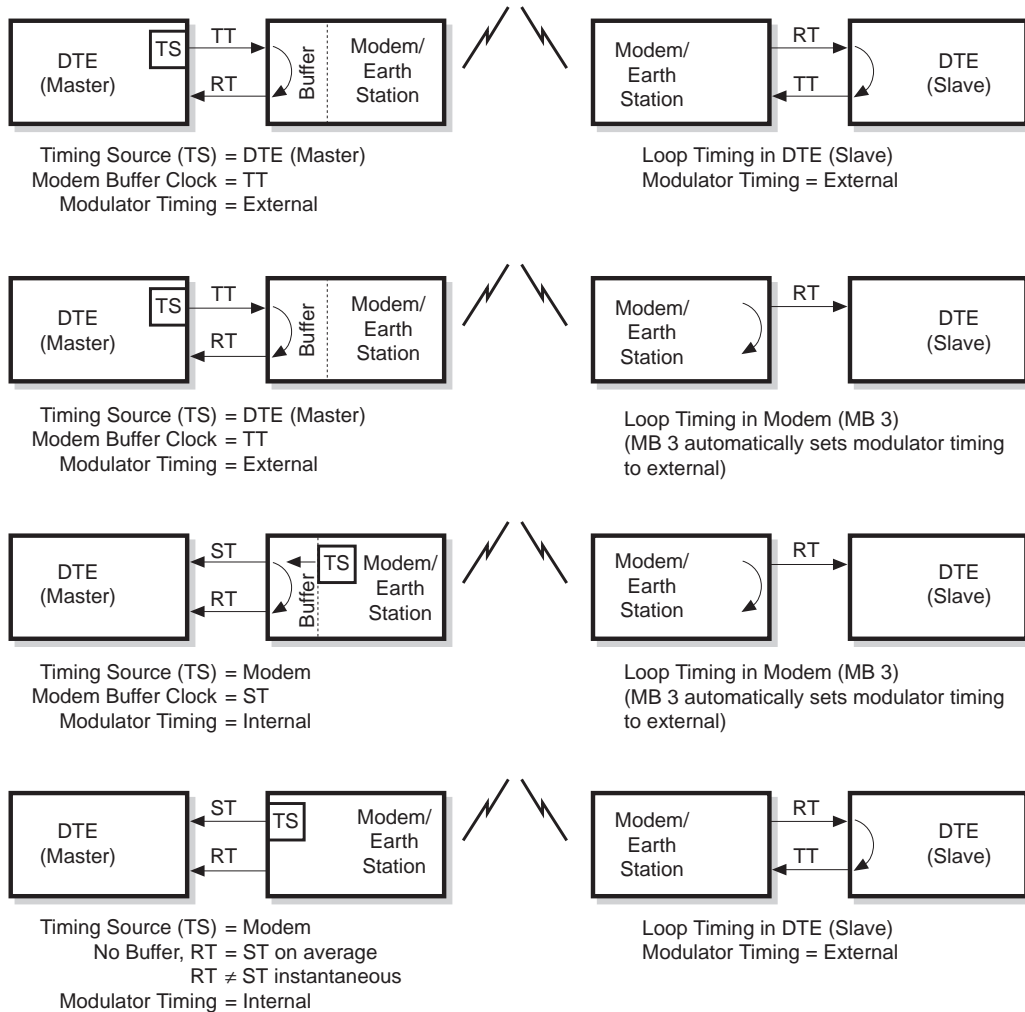 DTE
(Master)
TS
TT
RT
Buffer
Modem/
Earth
Station
Timing Source (TS) = DTE (Master)
Modem Buffer Clock = TT
Modulator Timing = External
Modem/
Earth
Station
RT
TT
DTE
(Slave)
Loop Timing in DTE (Slave)
Modulator Timing = External
DTE
(Master)
TS
TT
RT
Buffer
Modem/
Earth
Station
Timing Source (TS) = DTE (Master)
Modem Buffer Clock = TT
Modulator Timing = External
Modem/
Earth
Station
RT
DTE
(Slave)
Loop Timing in Modem (MB 3)
(MB 3 automatically sets modulator timing
to external)
DTE
(Master)
ST
RT
Buffer
TS
Modem/
Earth
Station
Timing Source (TS) = Modem
Modem Buffer Clock = ST
Modulator Timing = Internal
Modem/
Earth
Station
RT
DTE
(Slave)
Loop Timing in Modem (MB 3)
(MB 3 automatically sets modulator timing
to external)
DTE
(Master)
ST
RT
TS
Modem/
Earth
Station
Timing Source (TS) = Modem
No Buffer, RT = ST on average
RT ≠ ST instantaneous
Modulator Timing = Internal
Modem/
Earth
Station
RT
TT
DTE
(Slave)
Loop Timing in DTE (Slave)
Modulator Timing = External